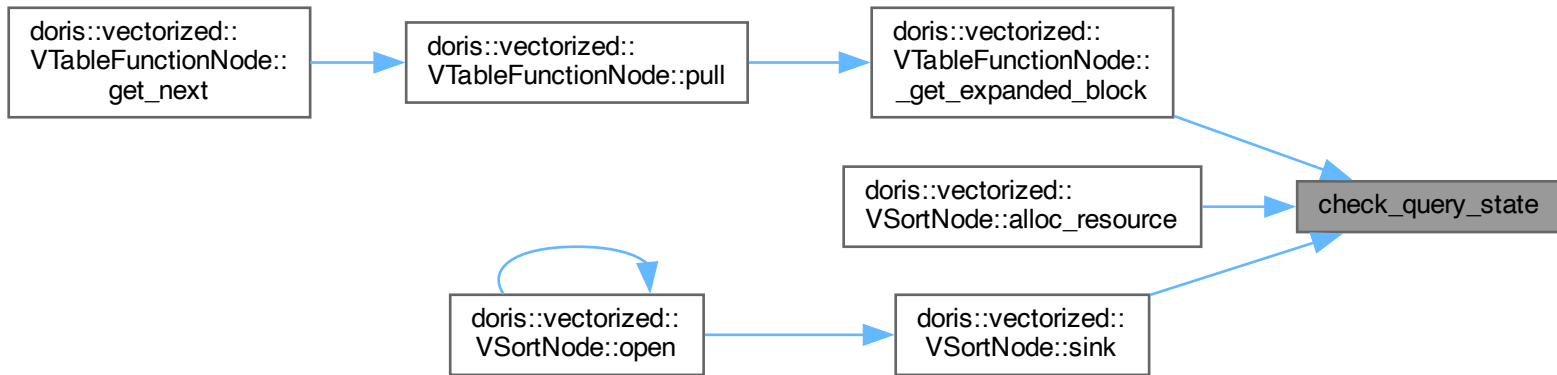 doris::vectorized::
VTableFunctionNode::
get_next
doris::vectorized::
VTableFunctionNode::pull
doris::vectorized::
VTableFunctionNode::
_get_expanded_block
doris::vectorized::
VSortNode::alloc_resource
check_query_state
doris::vectorized::
VSortNode::open
doris::vectorized::
VSortNode::sink